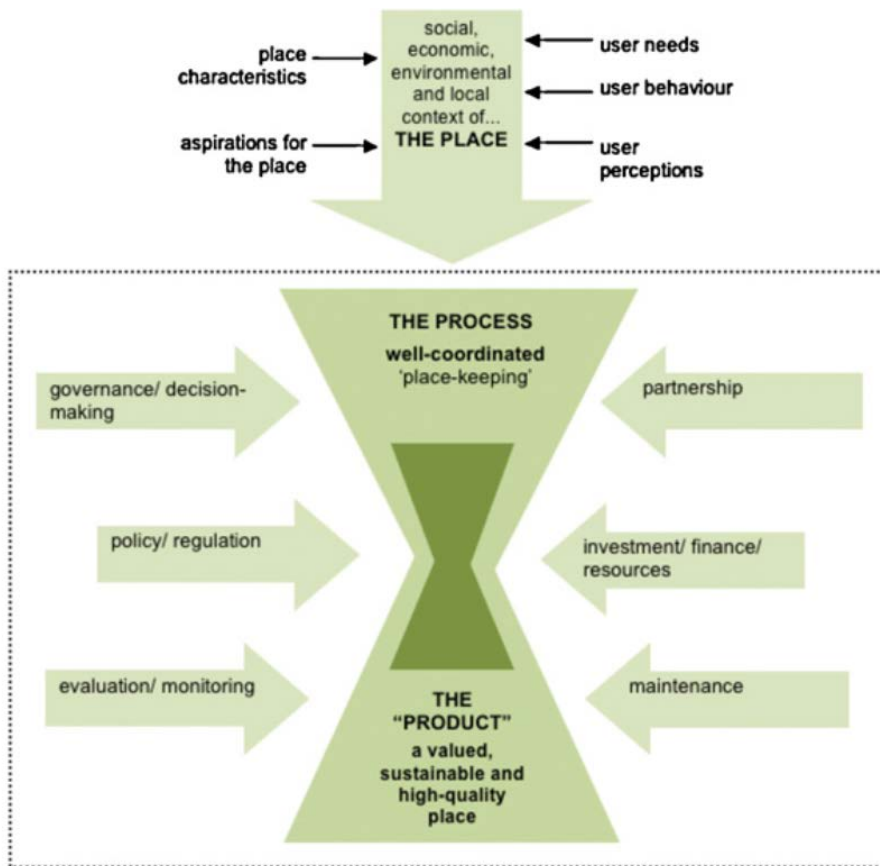 social,
economic,
environmental
and local
context of...
THE PLACE
place
characteristics
aspirations for
the place
user needs
user behaviour
user
perceptions
THE PROCESS
well-coordinated
‘place-keeping’
governance/ decision-
making
partnership
policy/ regulation
investment/ finance/
resources
evaluation/ monitoring
maintenance
THE
“PRODUCT”
a valued,
sustainable and
high-quality
place